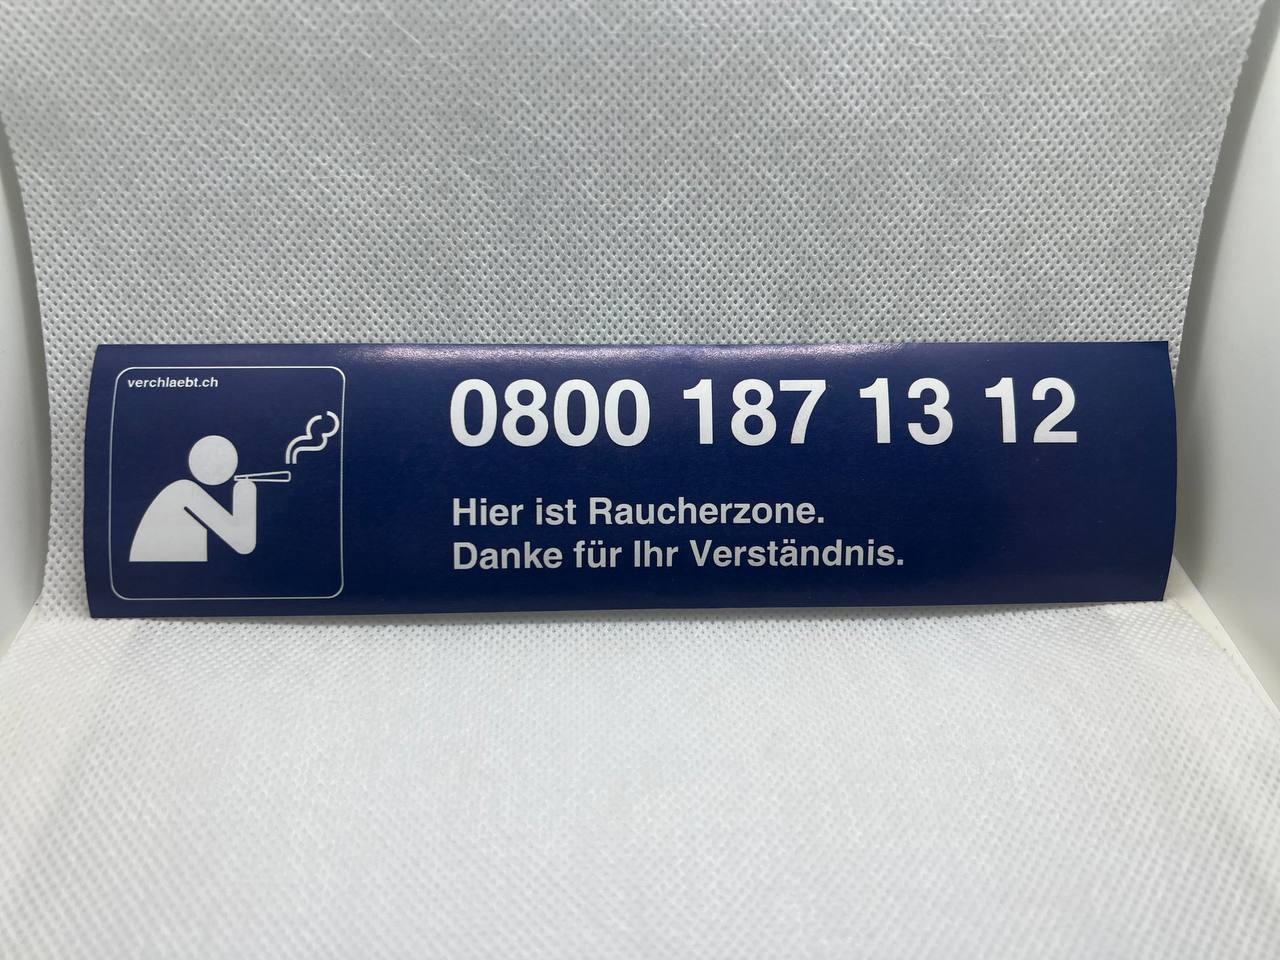 verchlaebt.ch
0800 187 13 12
Hier ist Raucherzone.
Danke für Ihr Verständnis.